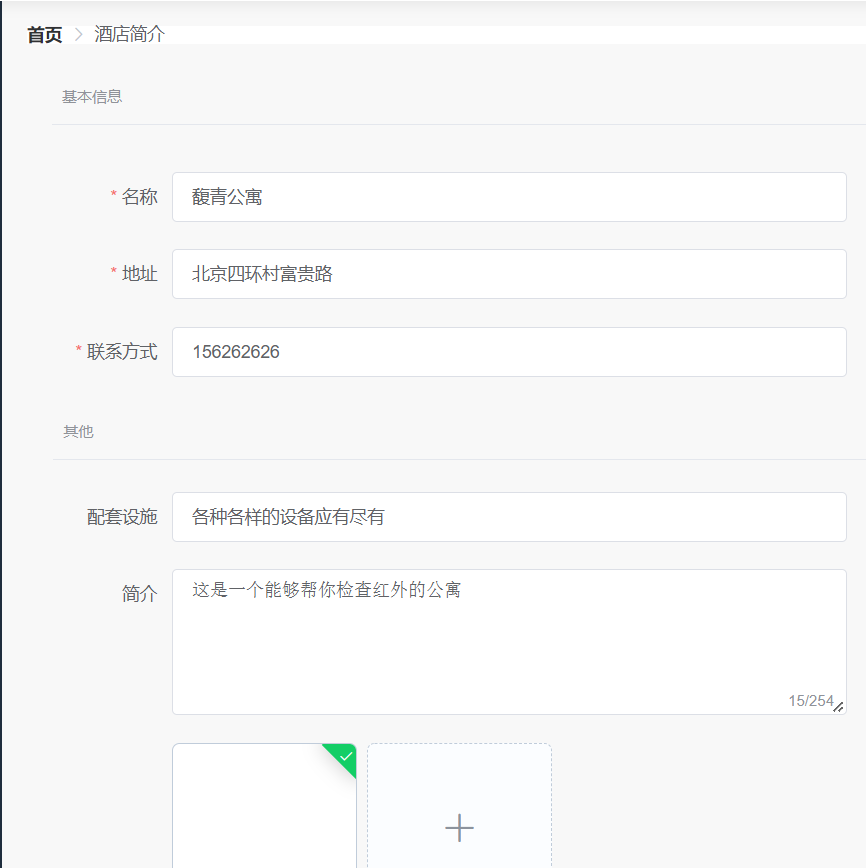 首页 > 酒店简介
基本信息
* 名称 馥青公寓
* 地址 北京四环村富贵路
* 联系方式 156262626
其他
配套设施 各种各样的设备应有尽有
简介 这是一个能够帮你检查红外的公寓
15/254